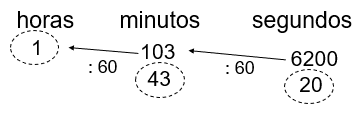 horas minutos segundos
1 103 6200
: 60 : 60
43 20